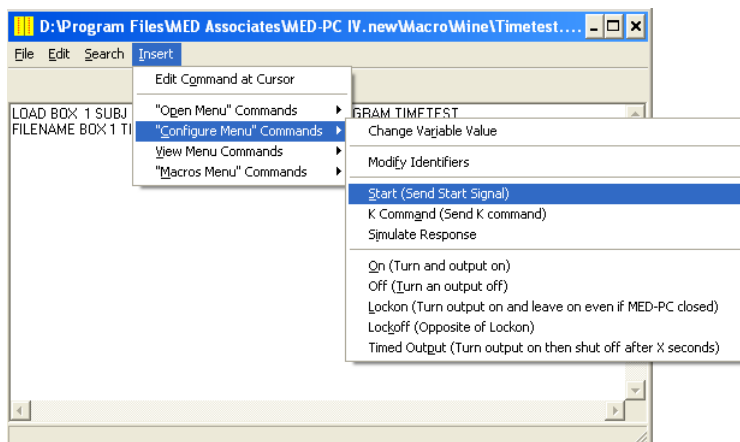 D:\Program Files\MED Associates\MED-PC IV.new\Macro\Mine\Timetest....
File Edit Search Insert
Edit Command at Cursor
LOAD BOX 1 SUBJ
"Open Menu" Commands
GRAM TIMETEST
FILENAME BOX 1 TI
"Configure Menu" Commands
Change Variable Value
View Menu Commands
Modify Identifiers
"Macros Menu" Commands
Start (Send Start Signal)
K Command (Send K command)
Simulate Response
On (Turn and output on)
Off (Turn an output off)
Lockon (Turn output on and leave on even if MED-PC closed)
Lockoff (Opposite of Lockon)
Timed Output (Turn output on then shut off after X seconds)